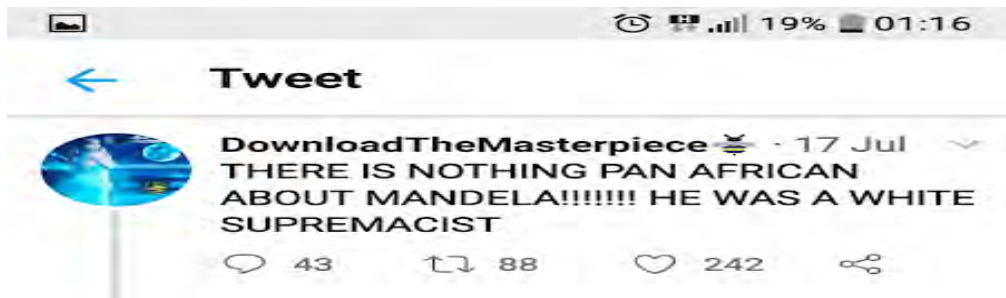 19% 01:16
Tweet
DownloadTheMasterpiece🐝 · 17 Jul
THERE IS NOTHING PAN AFRICAN
ABOUT MANDELA!!!!!!! HE WAS A WHITE
SUPREMACIST
43 88 242